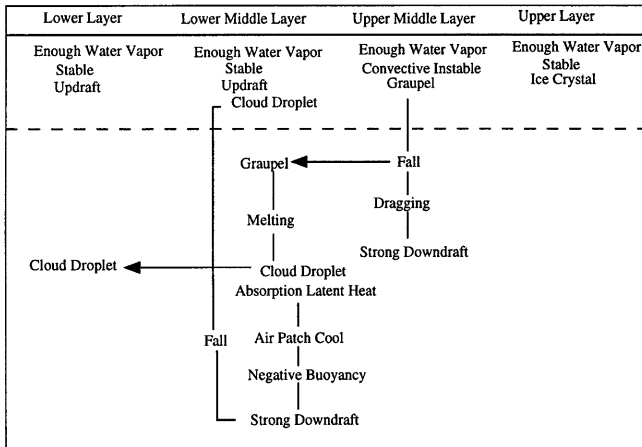 Lower Layer
Lower Middle Layer
Upper Middle Layer
Upper Layer
Enough Water Vapor
Stable
Updraft
Enough Water Vapor
Stable
Updraft
Cloud Droplet
Enough Water Vapor
Convective Instable
Graupel
Enough Water Vapor
Stable
Ice Crystal
Graupel
Fall
Melting
Dragging
Strong Downdraft
Cloud Droplet
Cloud Droplet
Absorption Latent Heat
Fall
Air Patch Cool
Negative Buoyancy
Strong Downdraft